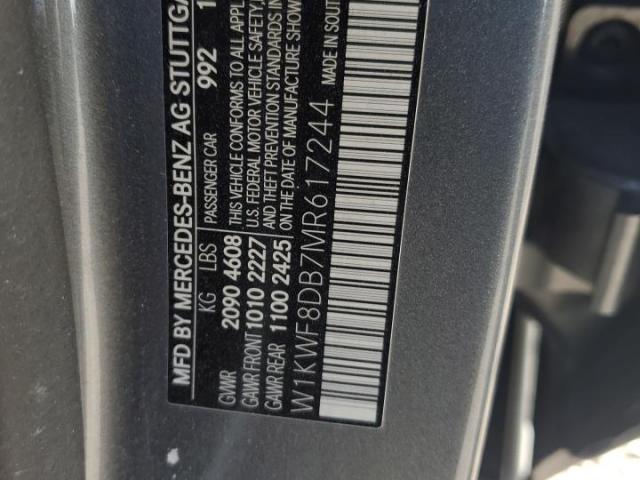 MFD BY MERCEDES-BENZ AG STUTTGA
PASSENGER CAR 992 1
KG LBS
GVWR 2090 4608
GAWR FRONT 1010 2227
GAWR REAR 1100 2425
THIS VEHICLE CONFORMS TO ALL APPL
U.S. FEDERAL MOTOR VEHICLE SAFETY,
AND THEFT PREVENTION STANDARDS IN
ON THE DATE OF MANUFACTURE SHOW
W1KWF8DB7MR617244
MADE IN SOUT